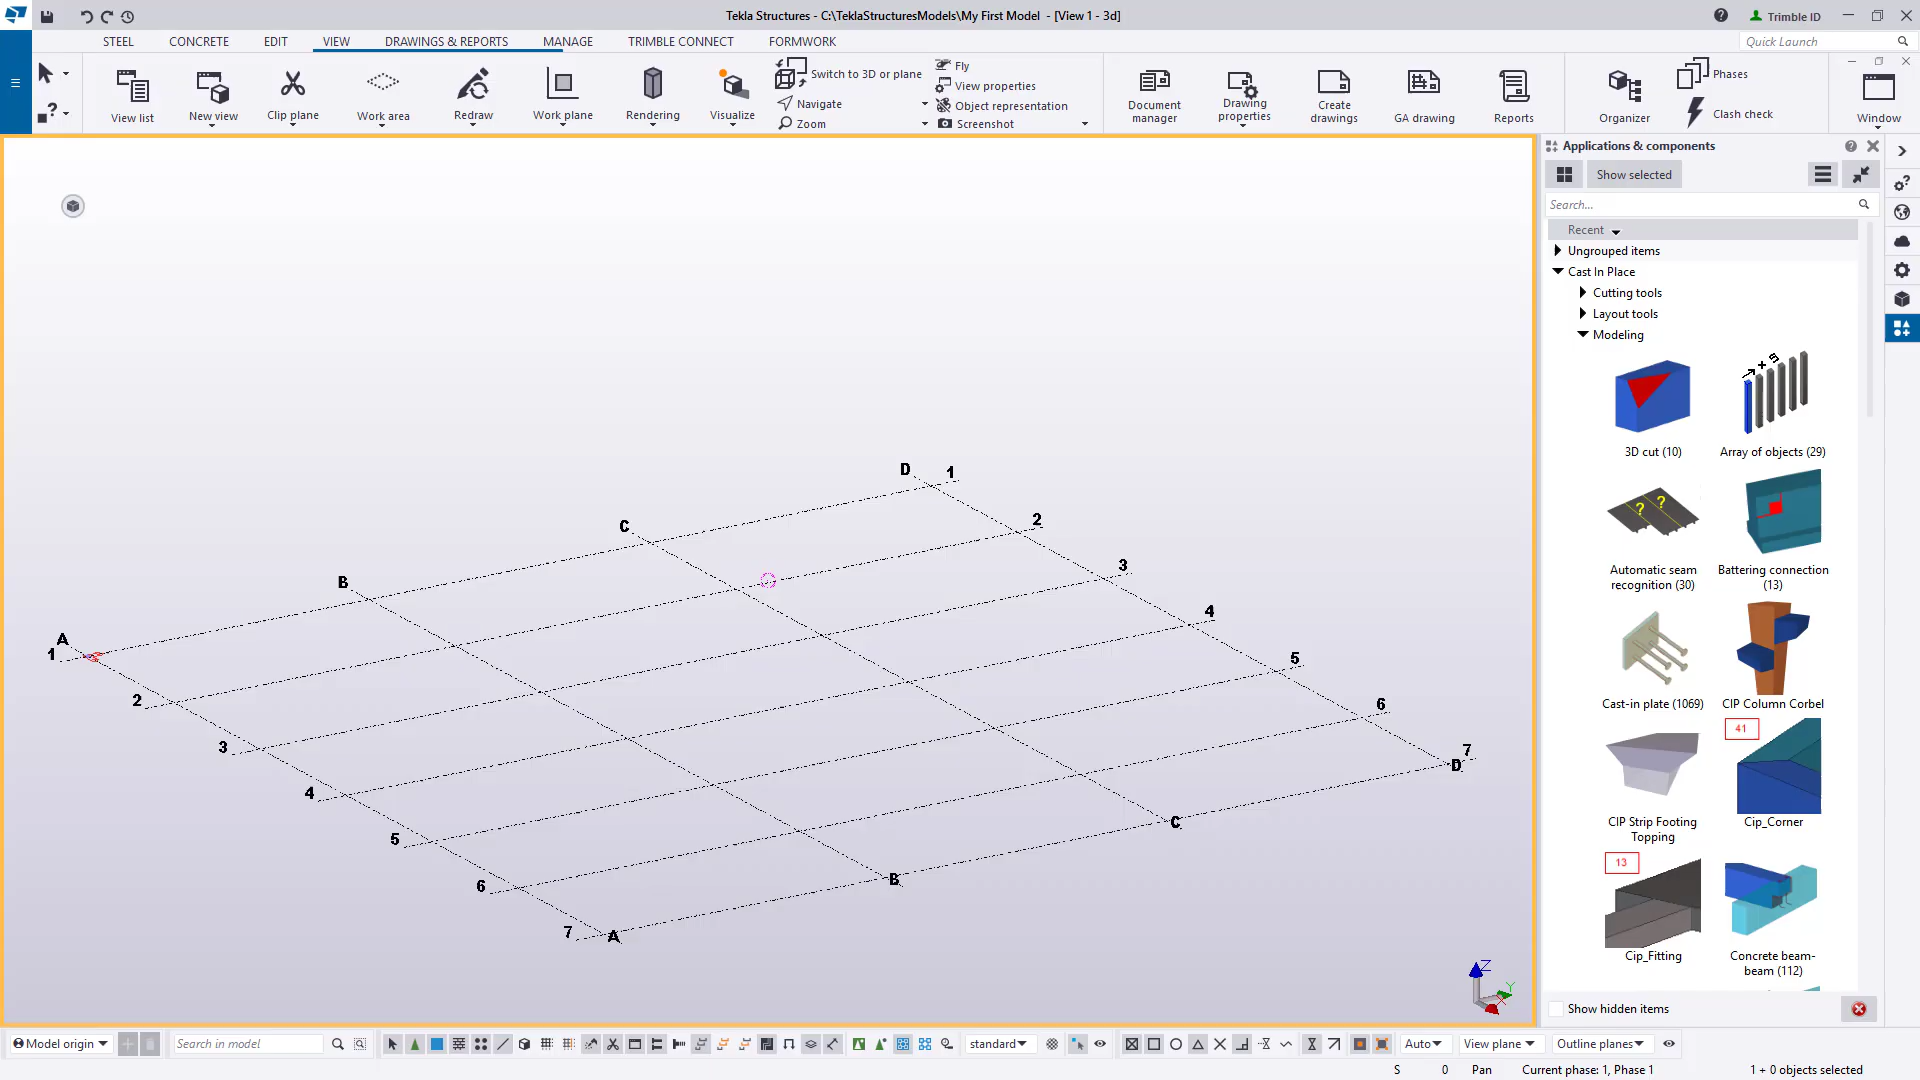 Tekla Structures - C:\TeklaStructuresModels\My First Model - [View 1 - 3d]
Trimble ID
STEEL CONCRETE EDIT VIEW DRAWINGS & REPORTS MANAGE TRIMBLE CONNECT FORMWORK
Quick Launch
View list
New view
Clip plane
Work area
Redraw
Work plane
Rendering
Visualize
Switch to 3D or plane
Navigate
Zoom
Fly
View properties
Object representation
Screenshot
Document manager
Drawing properties
Create drawings
GA drawing
Reports
Organizer
Phases
Clash check
Window
Applications & components
Show selected
Search...
Recent
Ungrouped items
Cast In Place
Cutting tools
Layout tools
Modeling
3D cut (10)
Array of objects (29)
Automatic seam
recognition (30)
Battering connection
(13)
Cast-in plate (1069)
CIP Column Corbel
CIP Strip Footing
Topping
41
Cip_Corner
13
Cip_Fitting
Concrete beam-
beam (112)
Show hidden items
D 1
C 2
B 3
A 4
1 5
2 6
3 7
4 D
5 C
6 B
7 A
Z
Y
X
Model origin
Search in model
standard
Auto
View plane
Outline planes
S 0 Pan Current phase: 1, Phase 1 1 + 0 objects selected